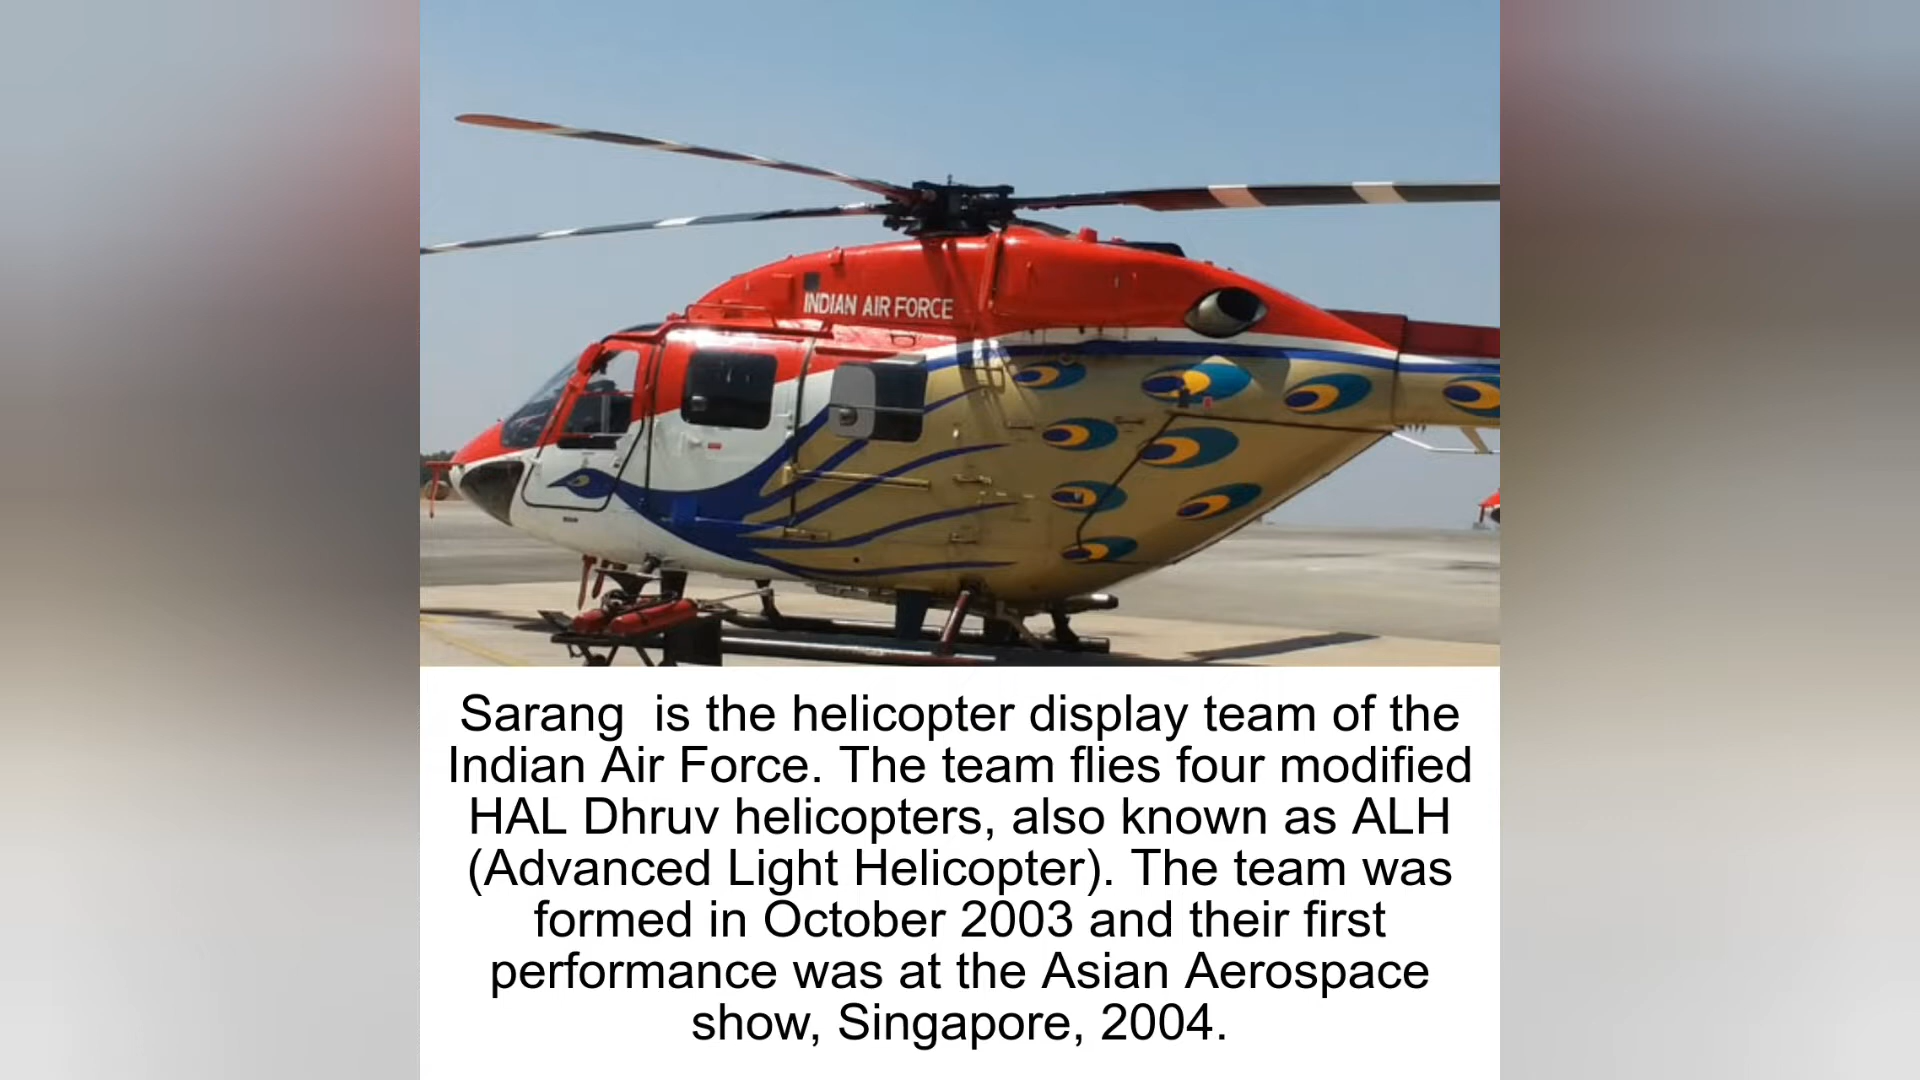 INDIAN AIR FORCE
Sarang  is the helicopter display team of the
Indian Air Force. The team flies four modified
HAL Dhruv helicopters, also known as ALH
(Advanced Light Helicopter). The team was
formed in October 2003 and their first
performance was at the Asian Aerospace
show, Singapore, 2004.